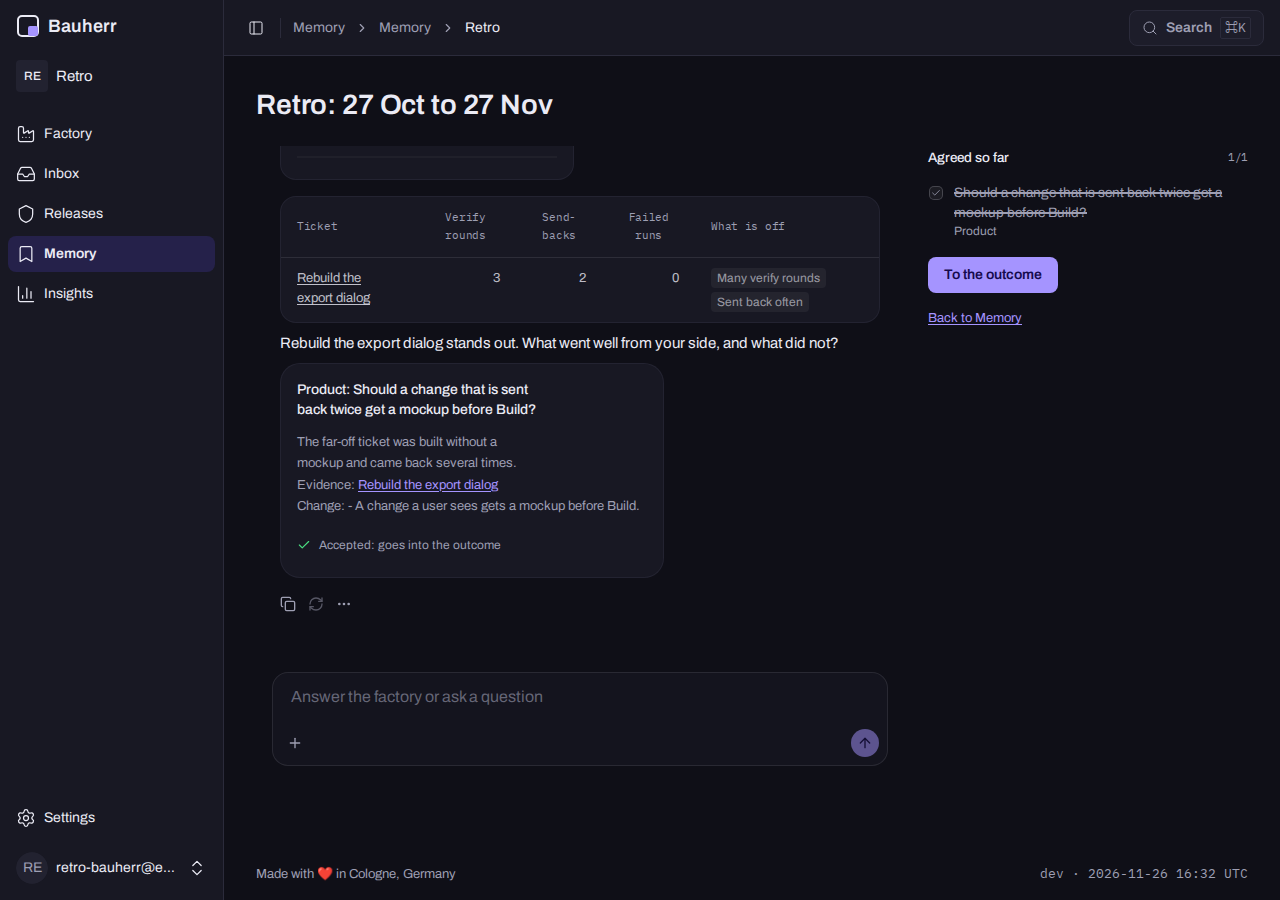 Bauherr
RE Retro
Factory
Inbox
Releases
Memory
Insights
Settings
RE retro-bauherr@e...
Memory > Memory > Retro
Search ⌘K
Retro: 27 Oct to 27 Nov
Ticket Verify rounds Send-backs Failed runs What is off
Rebuild the export dialog 3 2 0 Many verify rounds
Sent back often
Rebuild the export dialog stands out. What went well from your side, and what did not?
Product: Should a change that is sent
back twice get a mockup before Build?
The far-off ticket was built without a
mockup and came back several times.
Evidence: Rebuild the export dialog
Change: - A change a user sees gets a mockup before Build.
Accepted: goes into the outcome
Answer the factory or ask a question
Agreed so far 1/1
Should a change that is sent back twice get a
mockup before Build?
Product
To the outcome
Back to Memory
Made with ❤️ in Cologne, Germany
dev · 2026-11-26 16:32 UTC